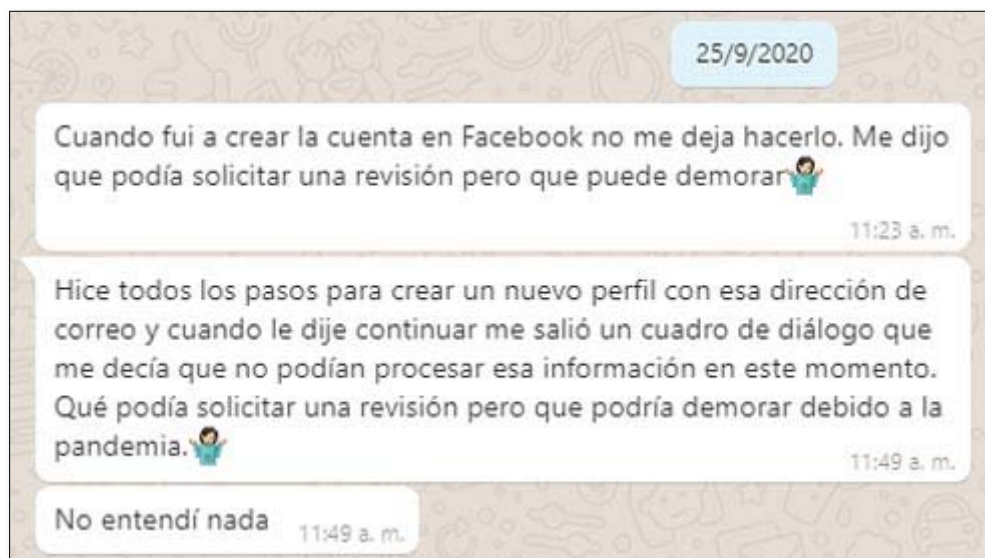 25/9/2020
Cuando fui a crear la cuenta en Facebook no me deja hacerlo. Me dijo
que podía solicitar una revisión pero que puede demorar🤷🏻‍♀️
11:23 a. m.
Hice todos los pasos para crear un nuevo perfil con esa dirección de
correo y cuando le dije continuar me salió un cuadro de diálogo que
me decía que no podían procesar esa información en este momento.
Qué podía solicitar una revisión pero que podría demorar debido a la
pandemia.🤷🏻‍♀️
11:49 a. m.
No entendí nada 11:49 a. m.